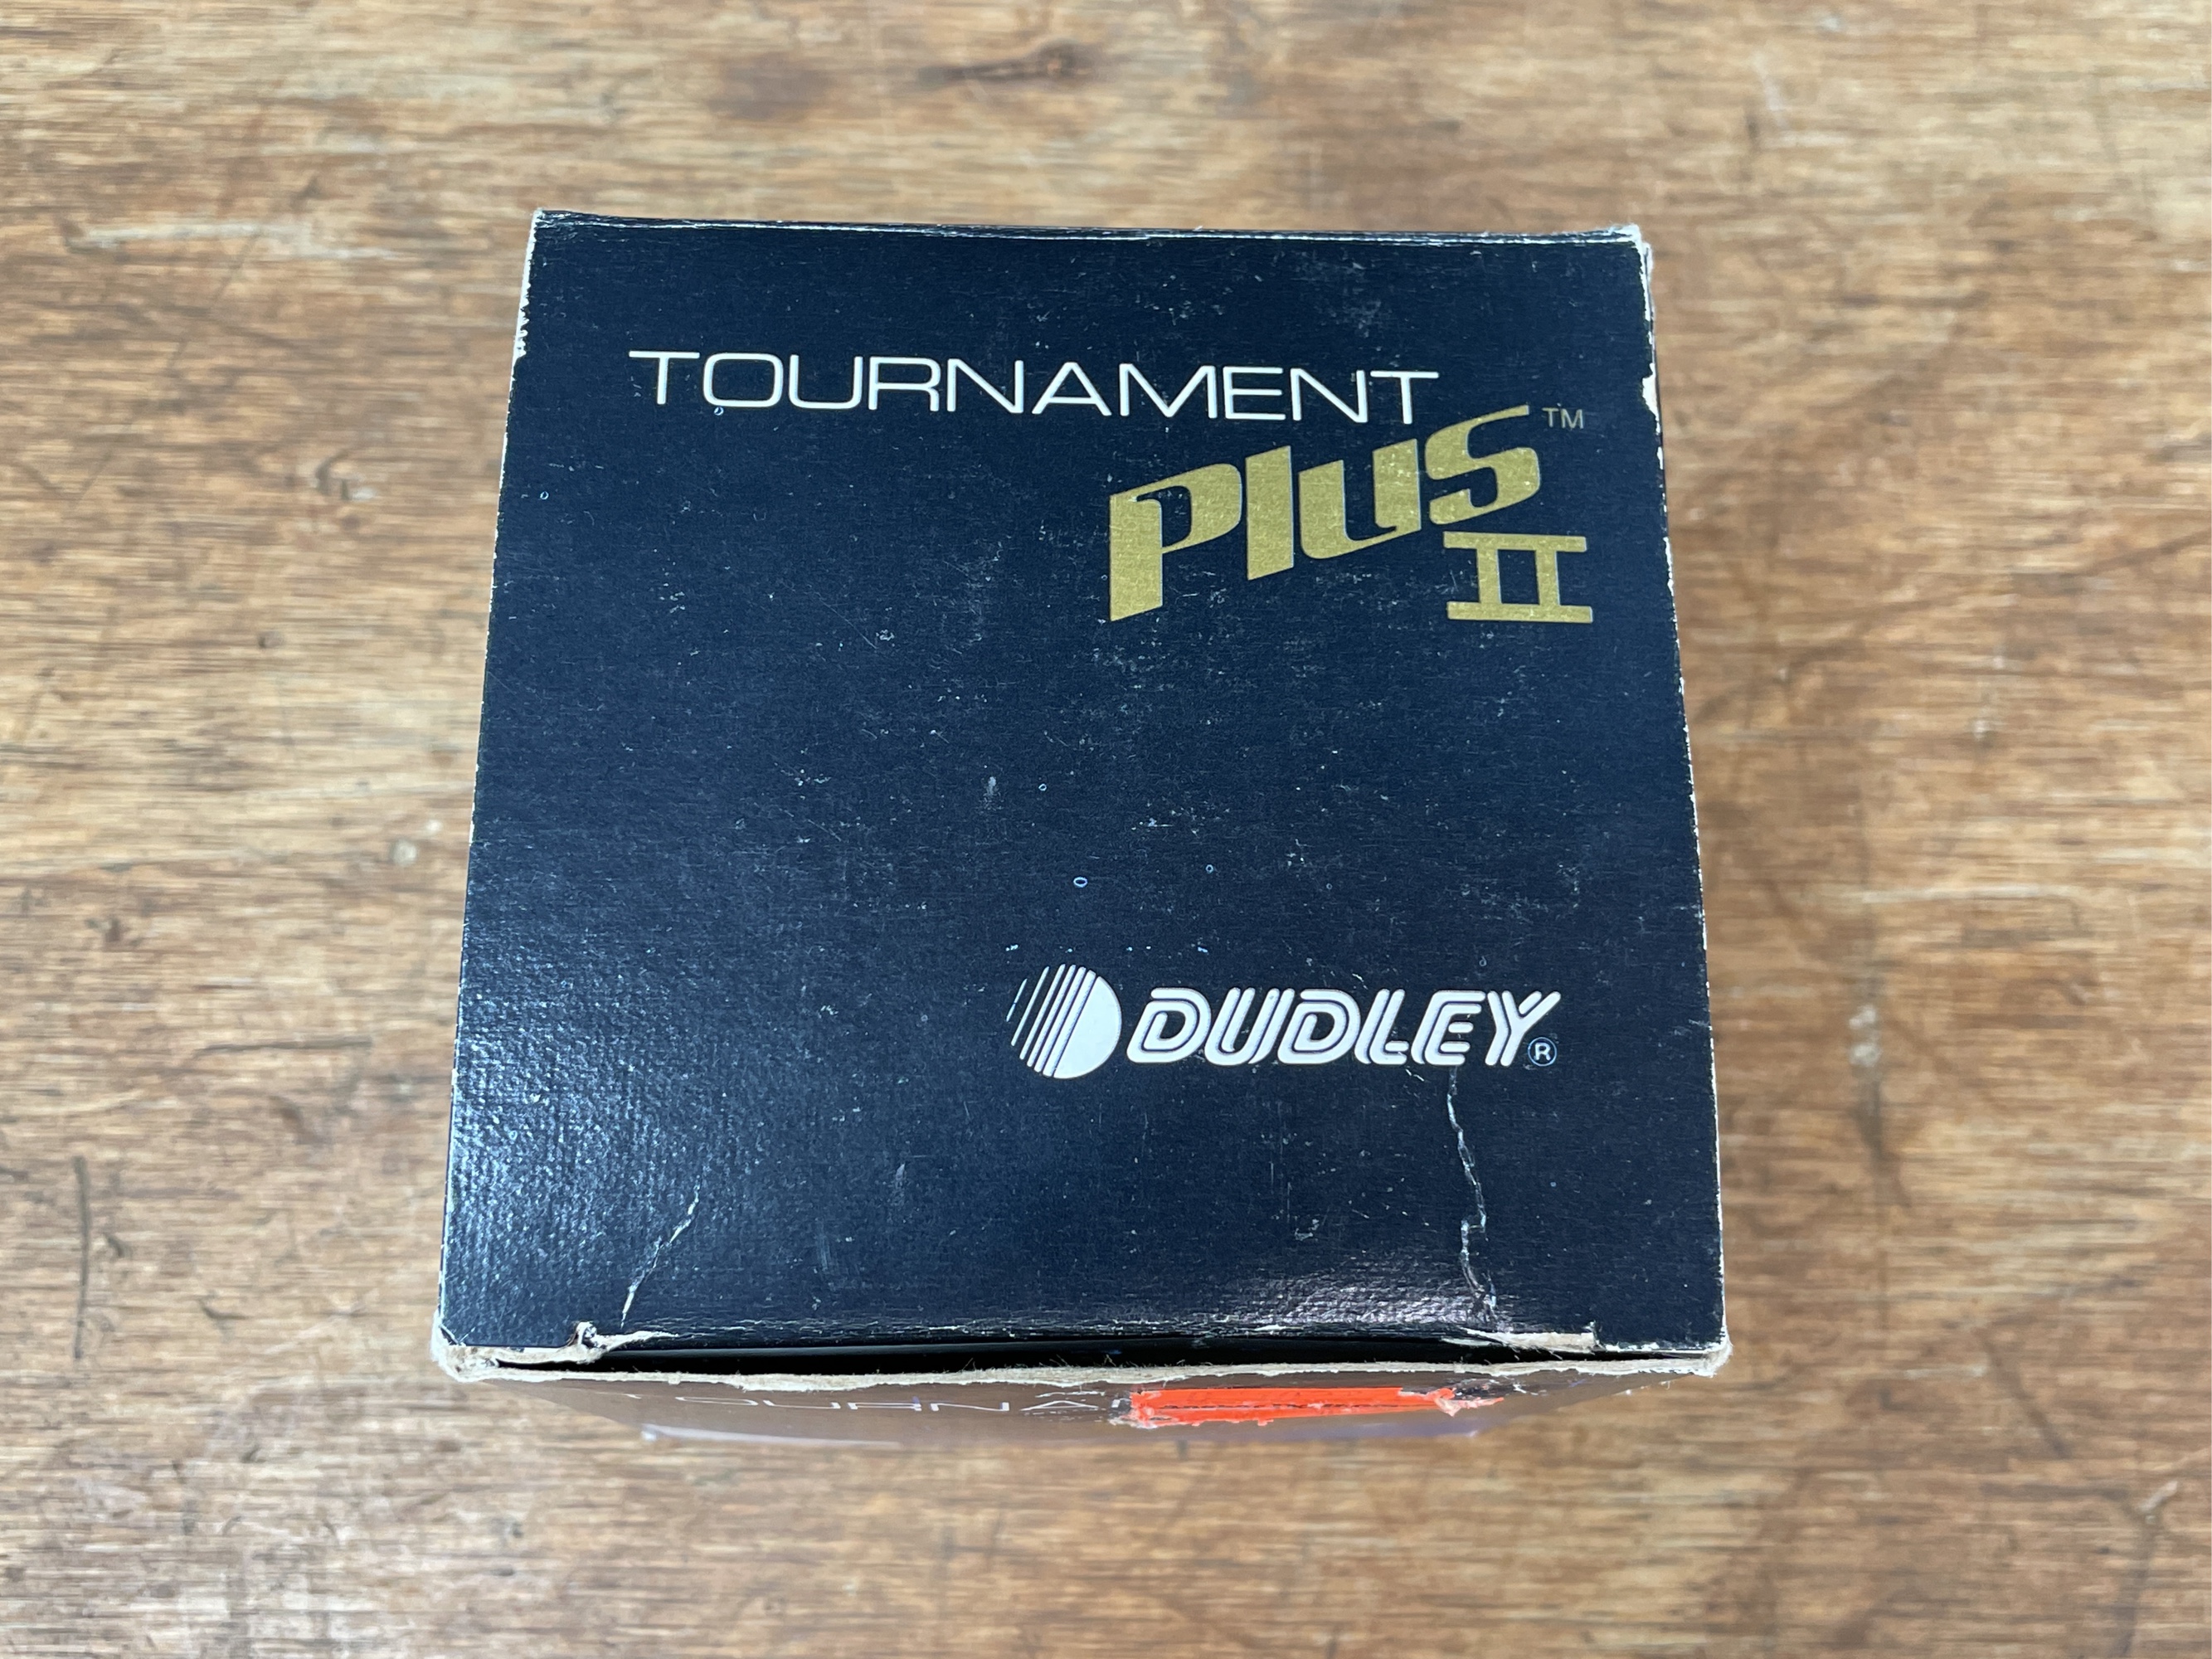 TOURNAMENT
Plus™
II
DUDLEY®